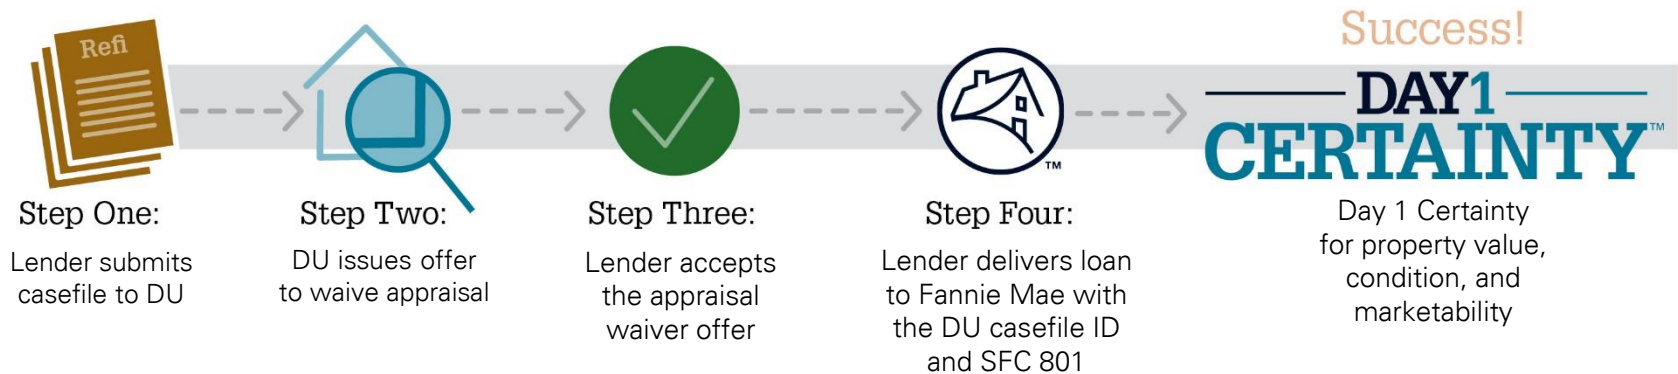 Refi
Step One:
Lender submits
casefile to DU
Step Two:
DU issues offer
to waive appraisal
Step Three:
Lender accepts
the appraisal
waiver offer
TM
Step Four:
Lender delivers loan
to Fannie Mae with
the DU casefile ID
and SFC 801
Success!
DAY1
CERTAINTY™
Day 1 Certainty
for property value,
condition, and
marketability